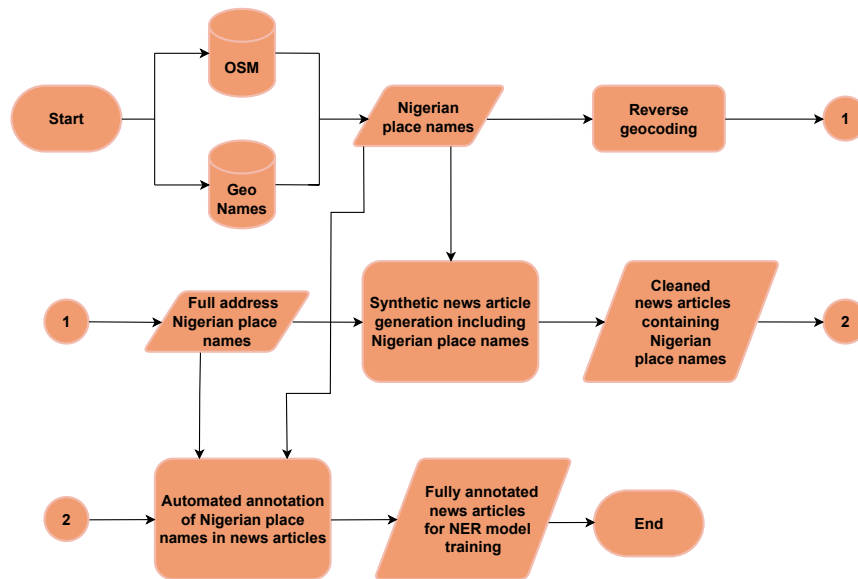 OSM
Start
Geo
Names
Nigerian
place names
Reverse
geocoding
1
1
Full address
Nigerian place
names
Synthetic news article
generation including
Nigerian place names
Cleaned
news articles
containing
Nigerian
place names
2
2
Automated annotation
of Nigerian place
names in news articles
Fully annotated
news articles
for NER model
training
End